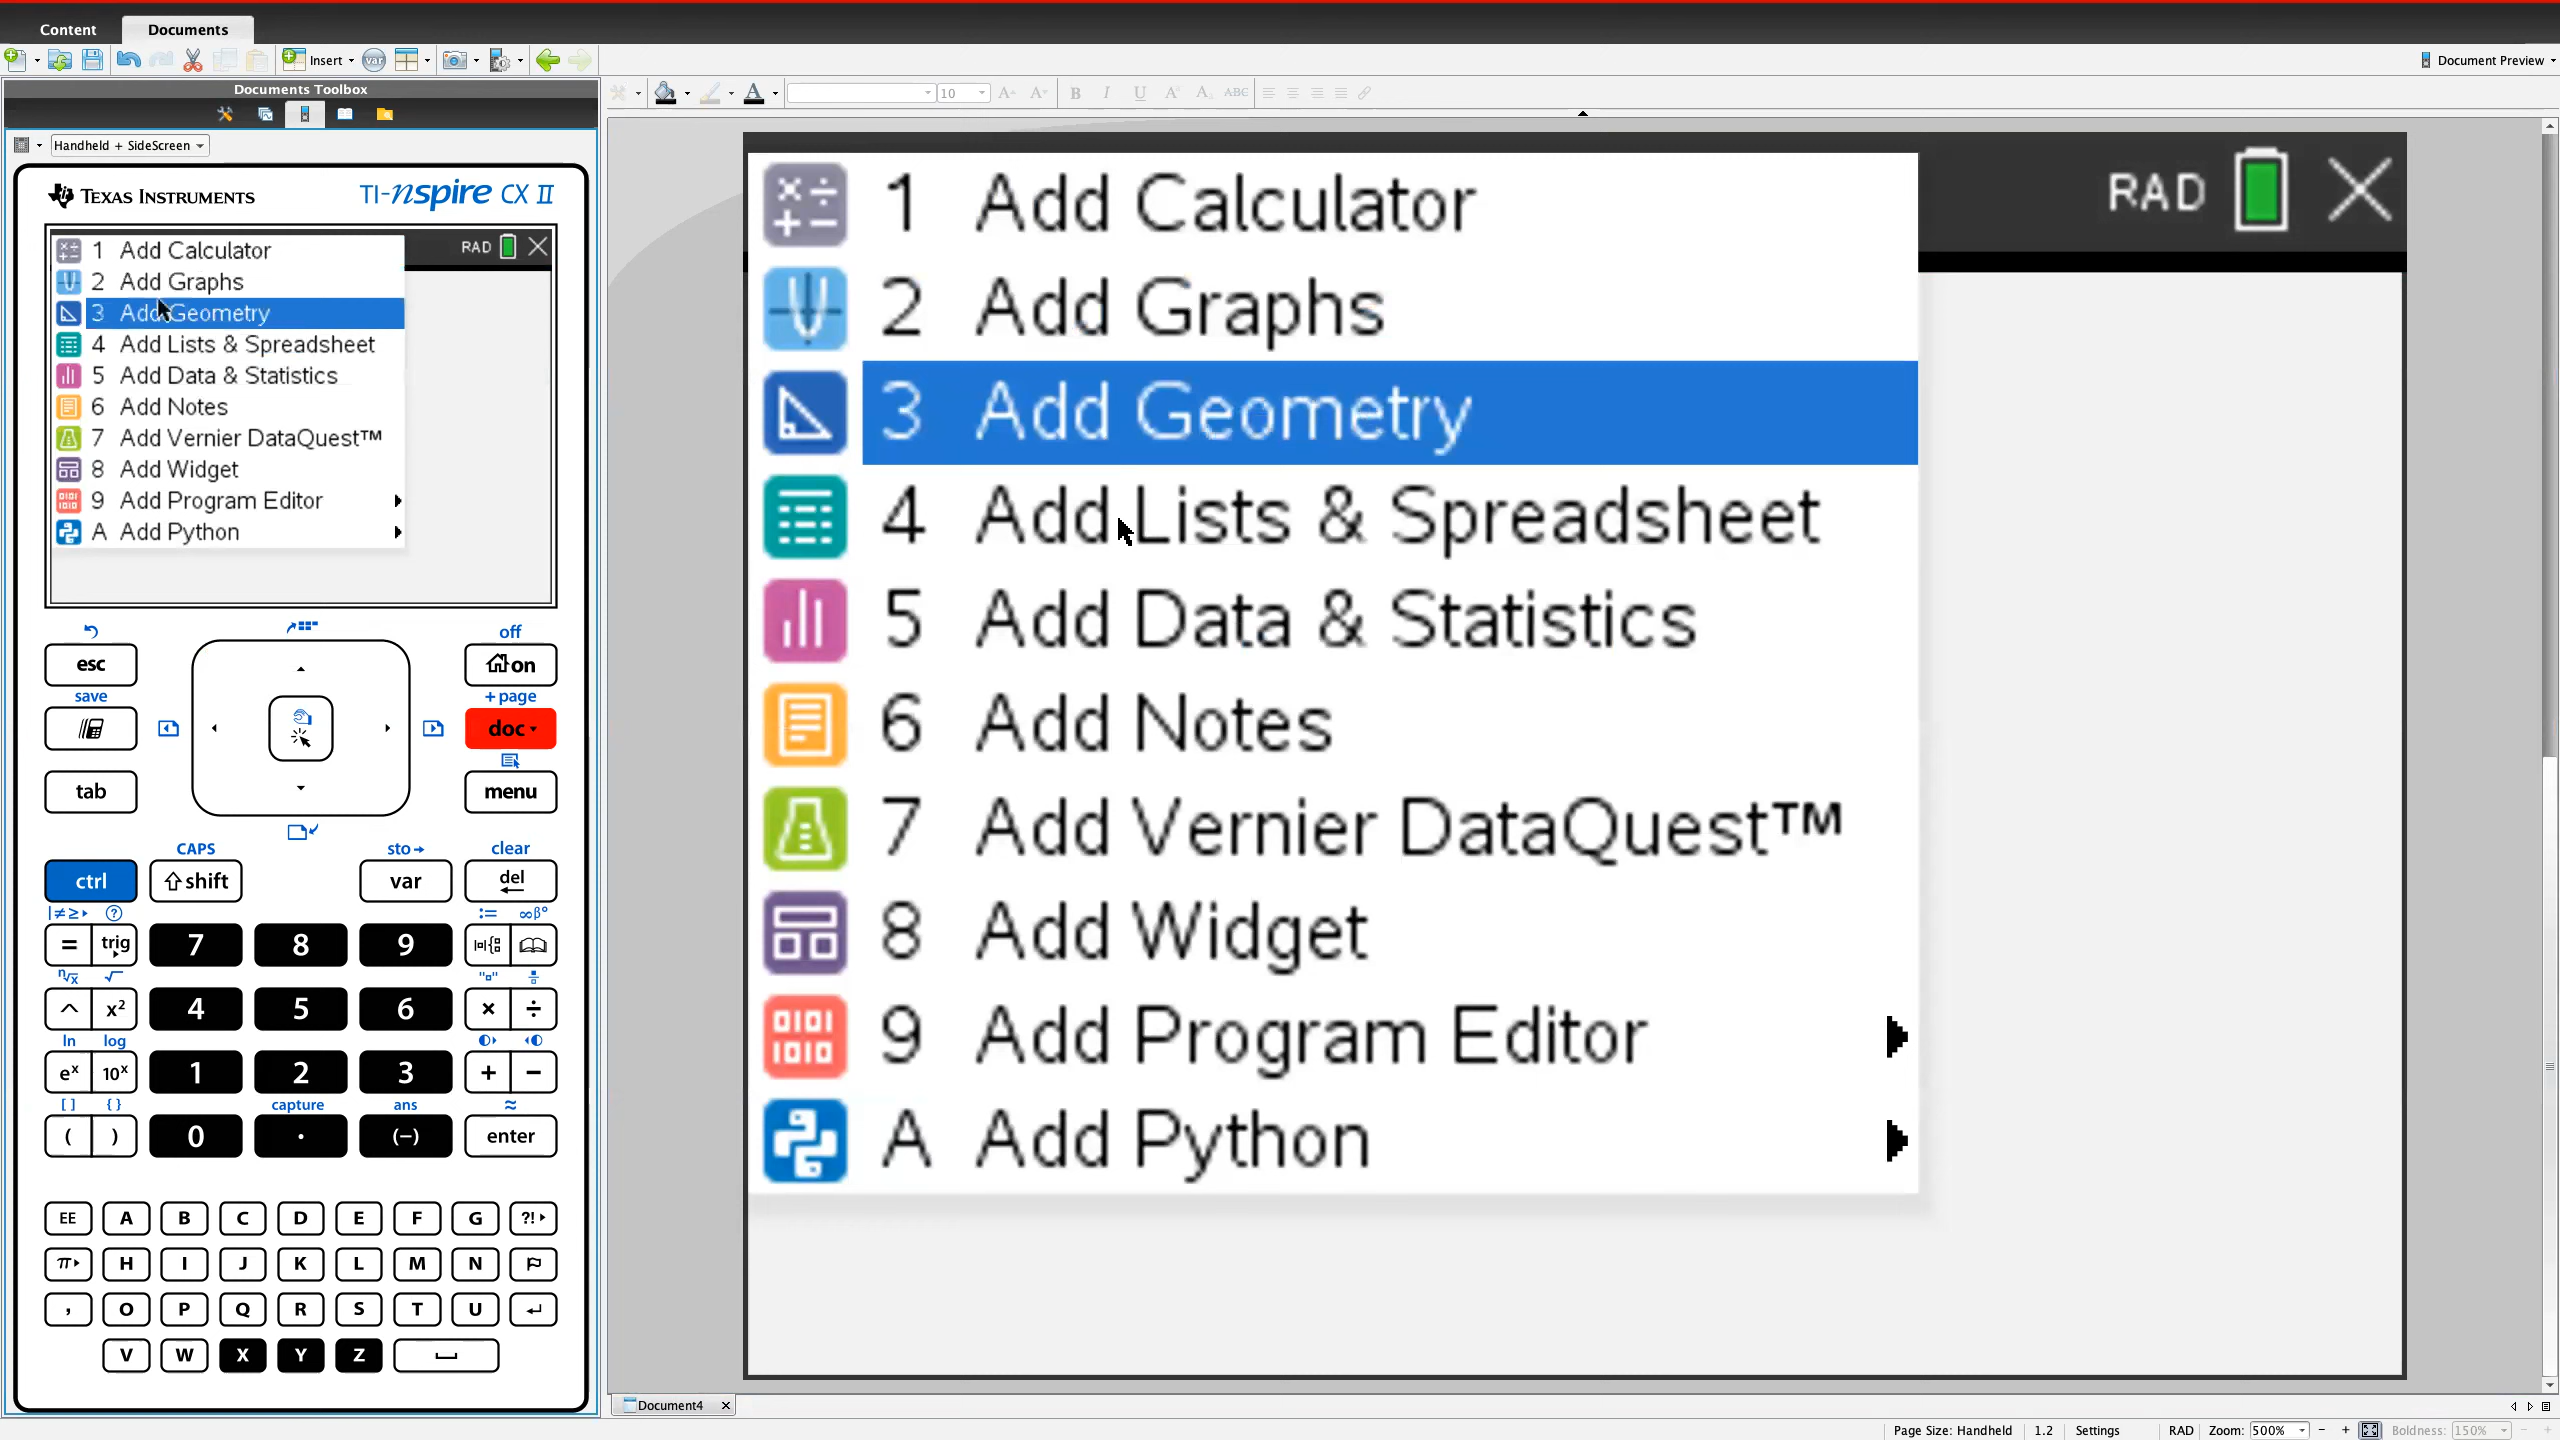 Content
Documents
Insert
var
Document Preview
Documents Toolbox
10
B I U A A ABC
Handheld + SideScreen
TEXAS INSTRUMENTS
TI-nspire CX II
1 Add Calculator
2 Add Graphs
3 Add Geometry
4 Add Lists & Spreadsheet
5 Add Data & Statistics
6 Add Notes
7 Add Vernier DataQuest™
8 Add Widget
9 Add Program Editor
A Add Python
RAD
off
esc
on
save
+ page
doc
tab
menu
CAPS
sto→
clear
ctrl
shift
var
del
|≠≥▸ ?
:= ∞β°
= trig 7 8 9
ⁿ√x √
^ x² 4 5 6 × ÷
ln log
eˣ 10ˣ 1 2 3 + −
[ ] { }
capture
ans
≈
( ) 0 . (−) enter
EE A B C D E F G ?!▸
π▸ H I J K L M N
, O P Q R S T U
V W X Y Z
1 Add Calculator
2 Add Graphs
3 Add Geometry
4 Add Lists & Spreadsheet
5 Add Data & Statistics
6 Add Notes
7 Add Vernier DataQuest™
8 Add Widget
9 Add Program Editor
A Add Python
RAD
Document4
Page Size: Handheld 1.2 Settings RAD Zoom: 500% − + Boldness: 150% − +